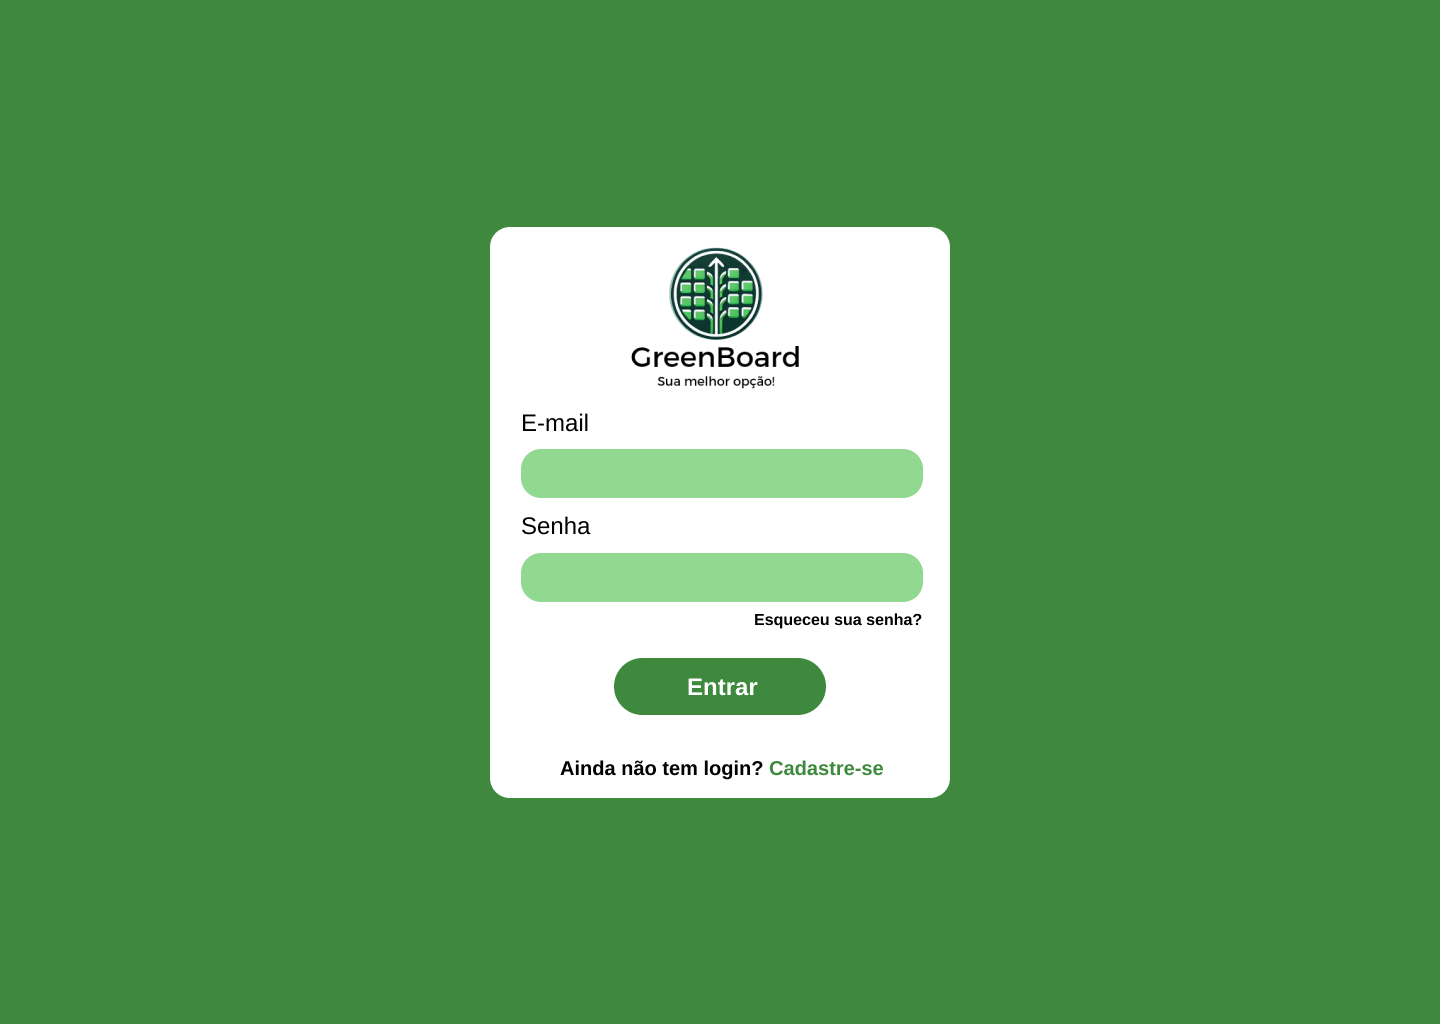 GreenBoard
Sua melhor opção!
E-mail
Senha
Esqueceu sua senha?
Entrar
Ainda não tem login? Cadastre-se